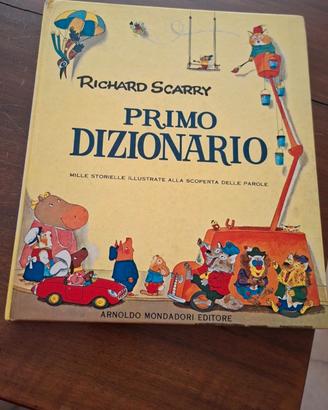 RICHARD SCARRY
PRIMO
DIZIONARIO
MILLE STORIELLE ILLUSTRATE ALLA SCOPERTA DELLE PAROLE
ARNOLDO MONDADORI EDITORE